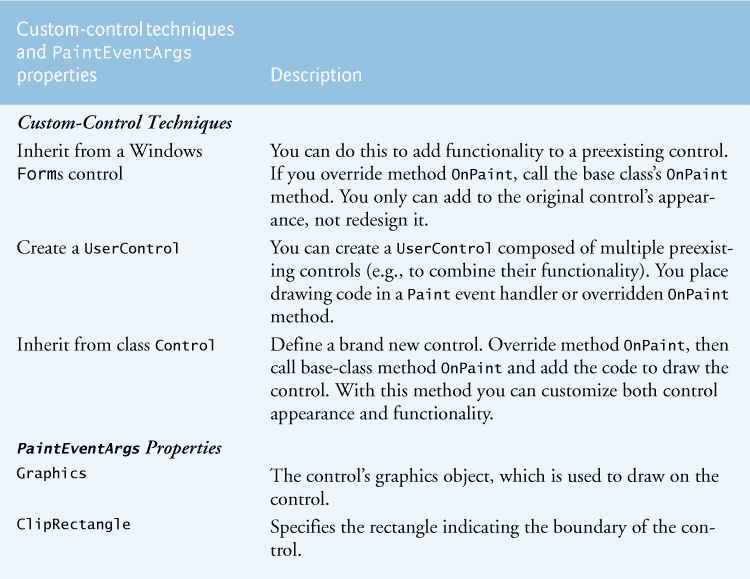 Custom-control techniques
and PaintEventArgs
properties
Description
Custom-Control Techniques
Inherit from a Windows
Forms control
You can do this to add functionality to a preexisting control.
If you override method OnPaint, call the base class's OnPaint
method. You only can add to the original control's appear-
ance, not redesign it.
Create a UserControl
You can create a UserControl composed of multiple preexist-
ing controls (e.g., to combine their functionality). You place
drawing code in a Paint event handler or overridden OnPaint
method.
Inherit from class Control
Define a brand new control. Override method OnPaint, then
call base-class method OnPaint and add the code to draw the
control. With this method you can customize both control
appearance and functionality.
PaintEventArgs Properties
Graphics
The control's graphics object, which is used to draw on the
control.
ClipRectangle
Specifies the rectangle indicating the boundary of the con-
trol.